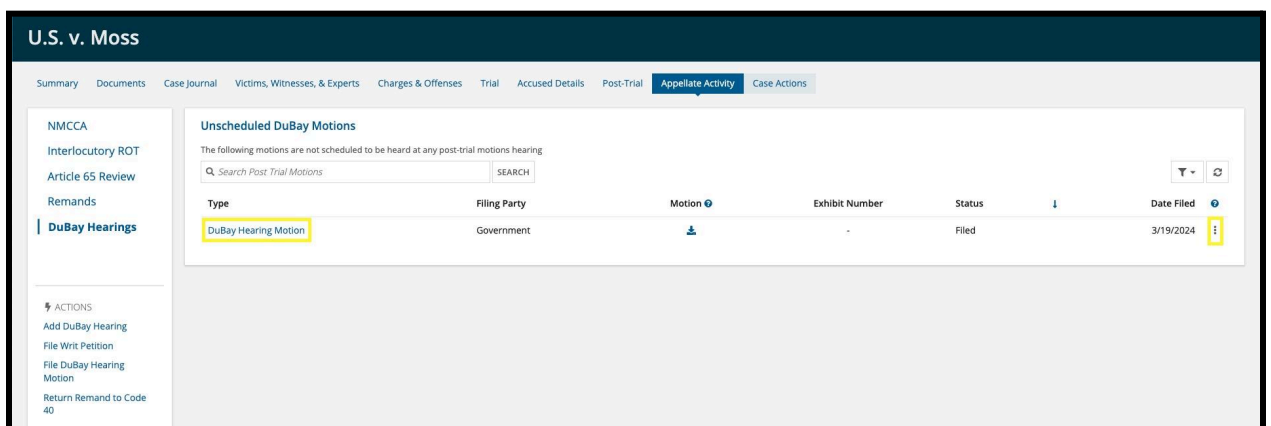 U.S. v. Moss
Summary Documents Case Journal Victims, Witnesses, & Experts Charges & Offenses Trial Accused Details Post-Trial Appellate Activity Case Actions
NMCCA
Interlocutory ROT
Article 65 Review
Remands
DuBay Hearings
ACTIONS
Add DuBay Hearing
File Writ Petition
File DuBay Hearing
Motion
Return Remand to Code
40
Unscheduled DuBay Motions
The following motions are not scheduled to be heard at any post-trial motions hearing
Search Post Trial Motions SEARCH
Type Filing Party Motion Exhibit Number Status Date Filed
DuBay Hearing Motion Government - Filed 3/19/2024